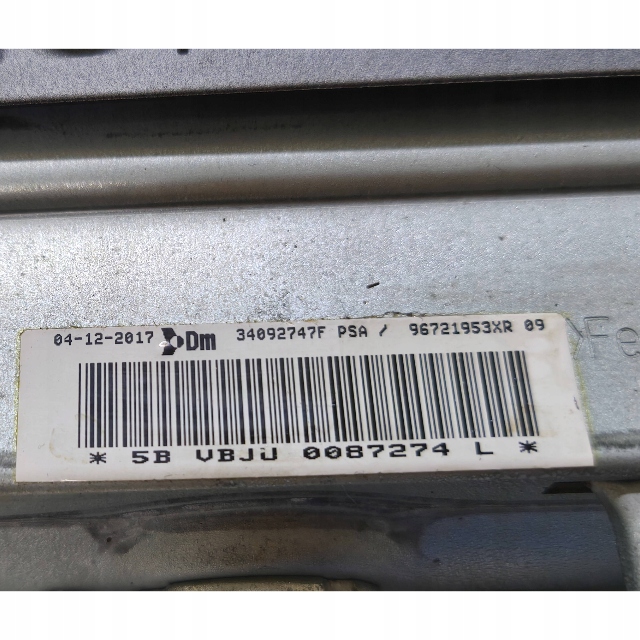 04-12-2017 Dm 34092747F PSA / 96721953XR 09
* 5B VBJU 0087274 L *